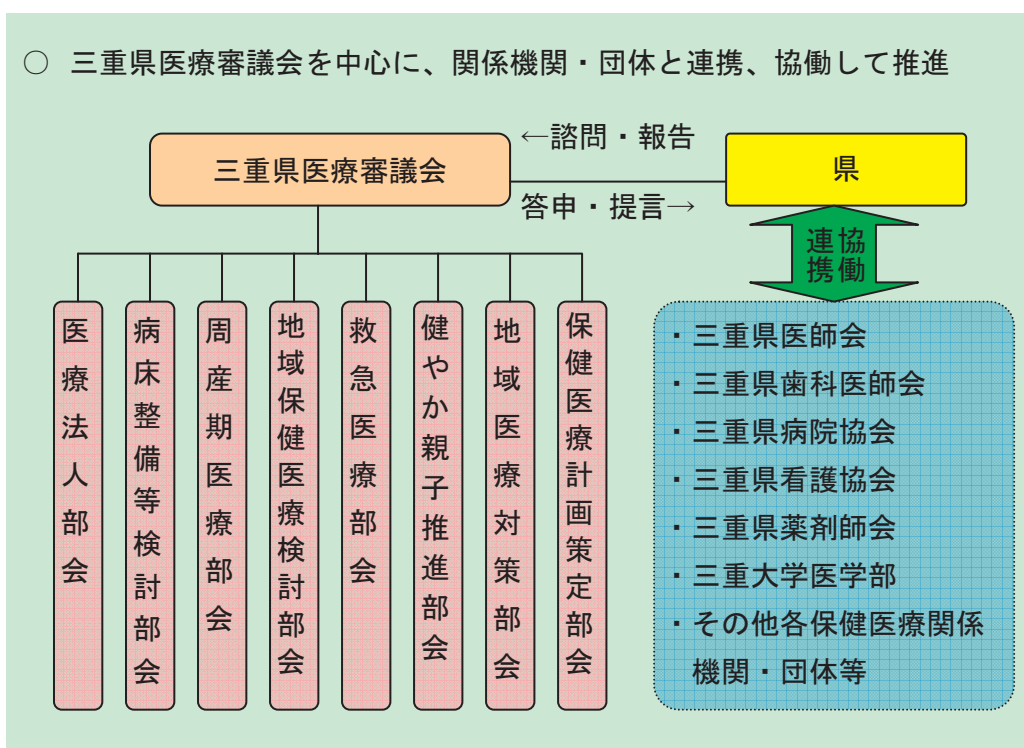 ○ 三重県医療審議会を中心に、関係機関・団体と連携、協働して推進
←諮問・報告
三重県医療審議会
県
答申・提言→
協働
連携
医療法人部会
病床整備等検討部会
周産期医療部会
地域保健医療検討部会
救急医療部会
健やか親子推進部会
地域医療対策部会
保健医療計画策定部会
・三重県医師会
・三重県歯科医師会
・三重県病院協会
・三重県看護協会
・三重県薬剤師会
・三重大学医学部
・その他各保健医療関係
機関・団体等